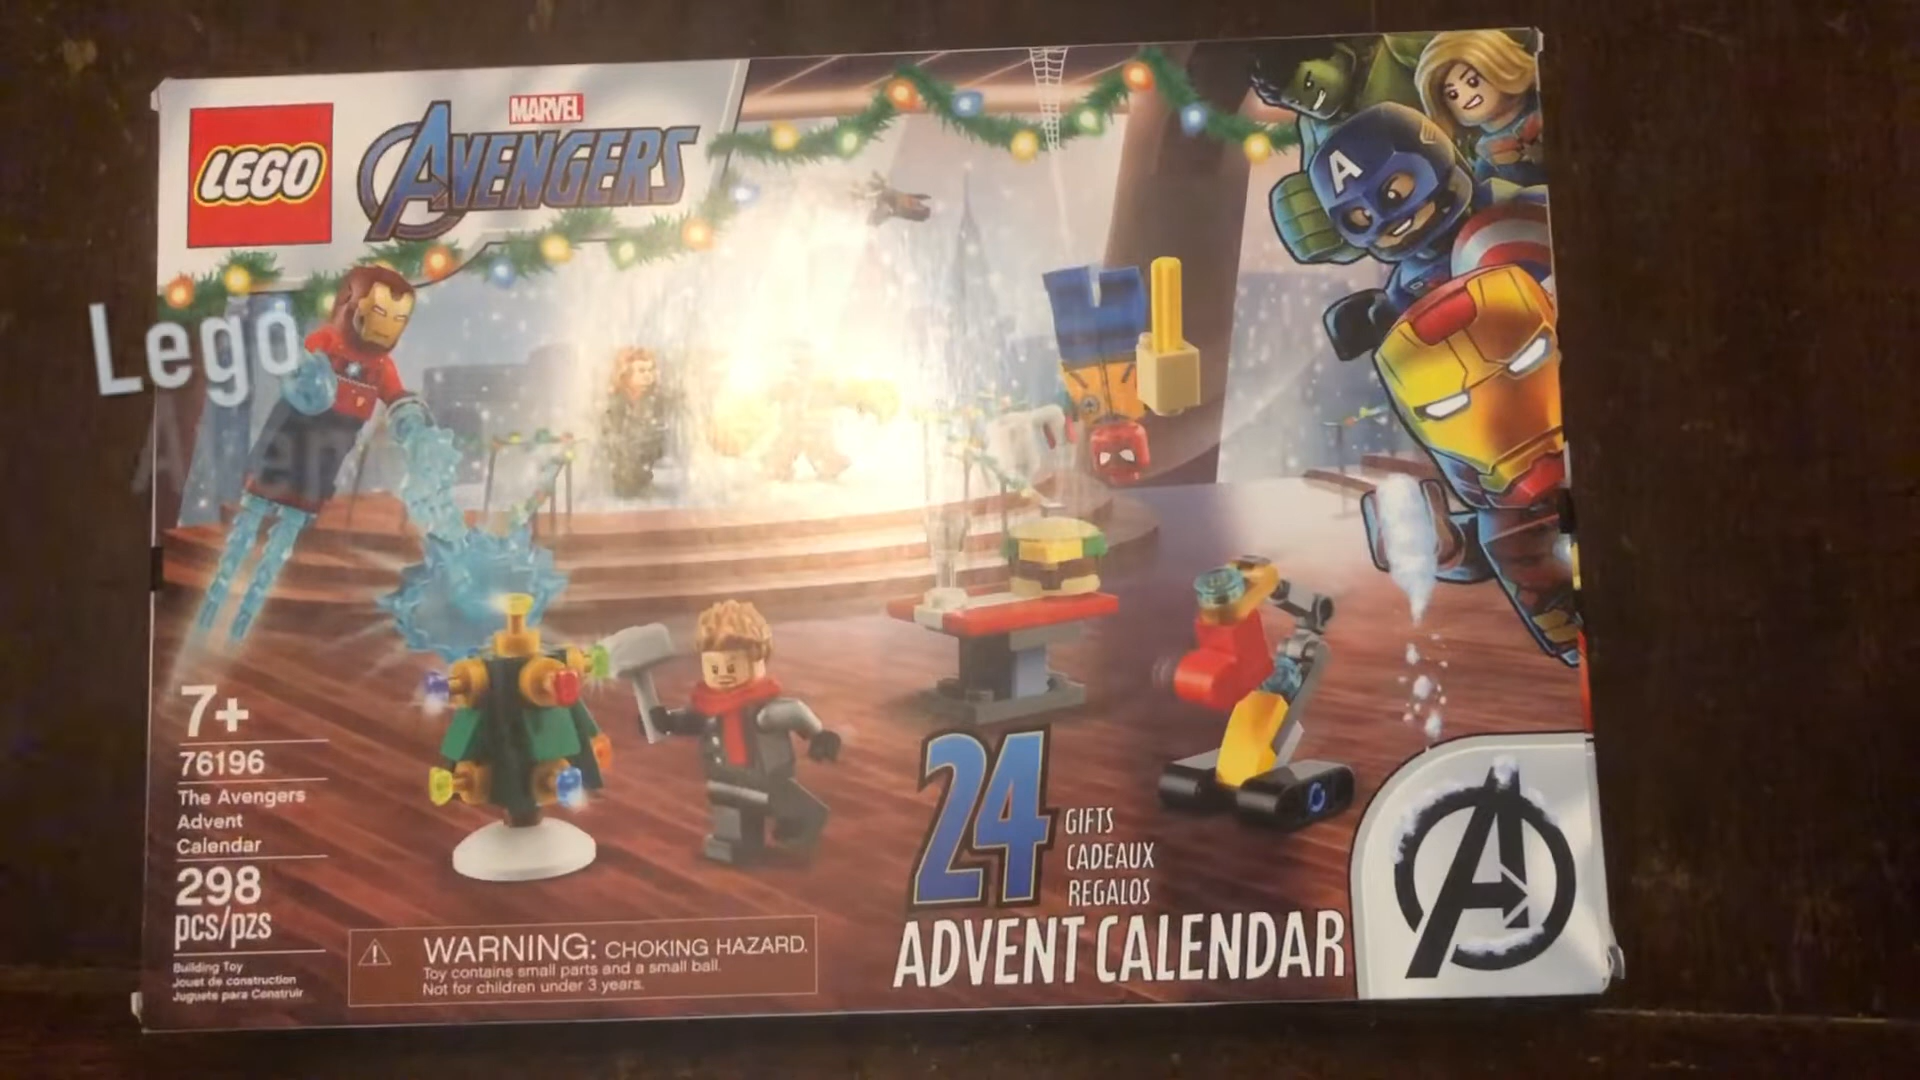 LEGO
MARVEL
AVENGERS
Lego
A
7+
76196
The Avengers
Advent
Calendar
298
pcs/pzs
Building Toy
Jouet de construction
Juguete para Construir
WARNING: CHOKING HAZARD.
Toy contains small parts and a small ball.
Not for children under 3 years.
24
GIFTS
CADEAUX
REGALOS
ADVENT CALENDAR
A